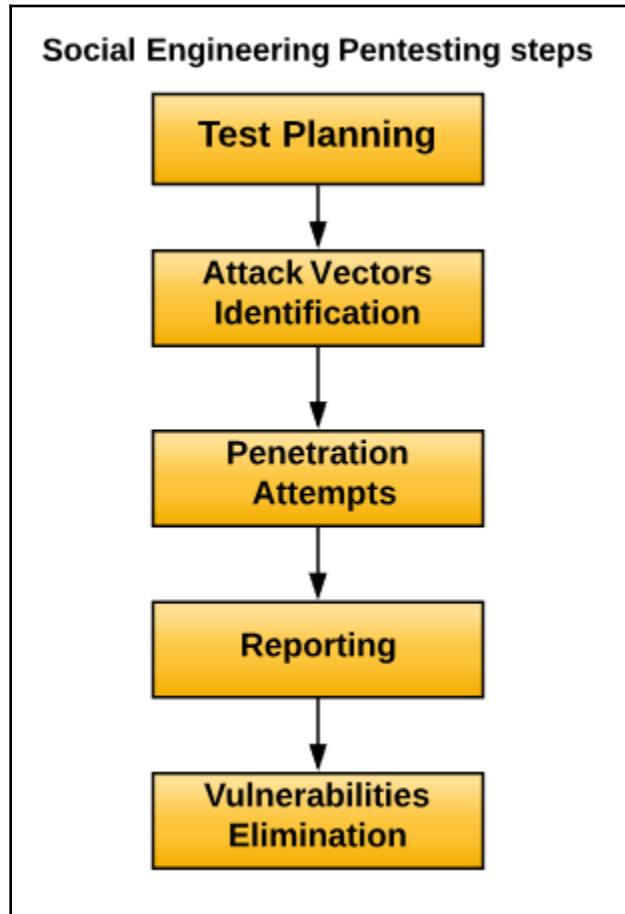 Social Engineering Pentesting steps
Test Planning
Attack Vectors
Identification
Penetration
Attempts
Reporting
Vulnerabilities
Elimination